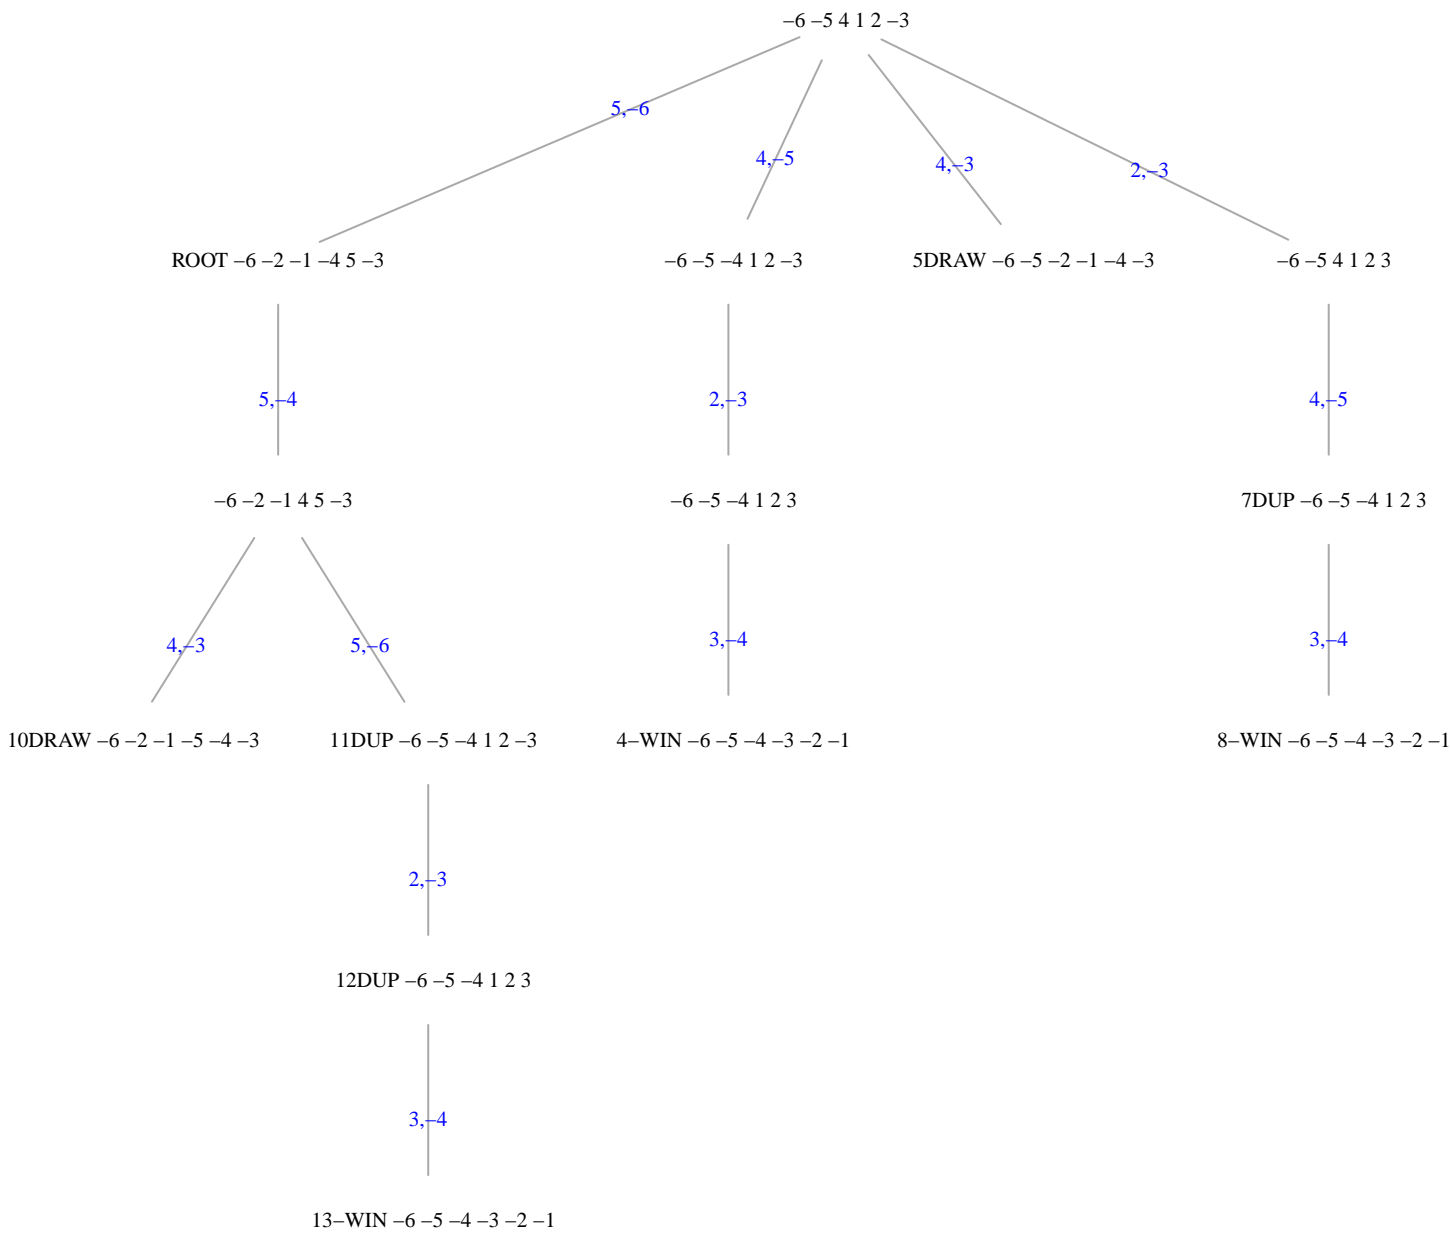 –6 –5 4 1 2 –3
5,–6
4,–5
4,–3
2,–3
ROOT –6 –2 –1 –4 5 –3
–6 –5 –4 1 2 –3
5DRAW –6 –5 –2 –1 –4 –3
–6 –5 4 1 2 3
5,–4
2,–3
4,–5
–6 –2 –1 4 5 –3
–6 –5 –4 1 2 3
7DUP –6 –5 –4 1 2 3
4,–3
5,–6
3,–4
3,–4
10DRAW –6 –2 –1 –5 –4 –3
11DUP –6 –5 –4 1 2 –3
4–WIN –6 –5 –4 –3 –2 –1
8–WIN –6 –5 –4 –3 –2 –1
2,–3
12DUP –6 –5 –4 1 2 3
3,–4
13–WIN –6 –5 –4 –3 –2 –1